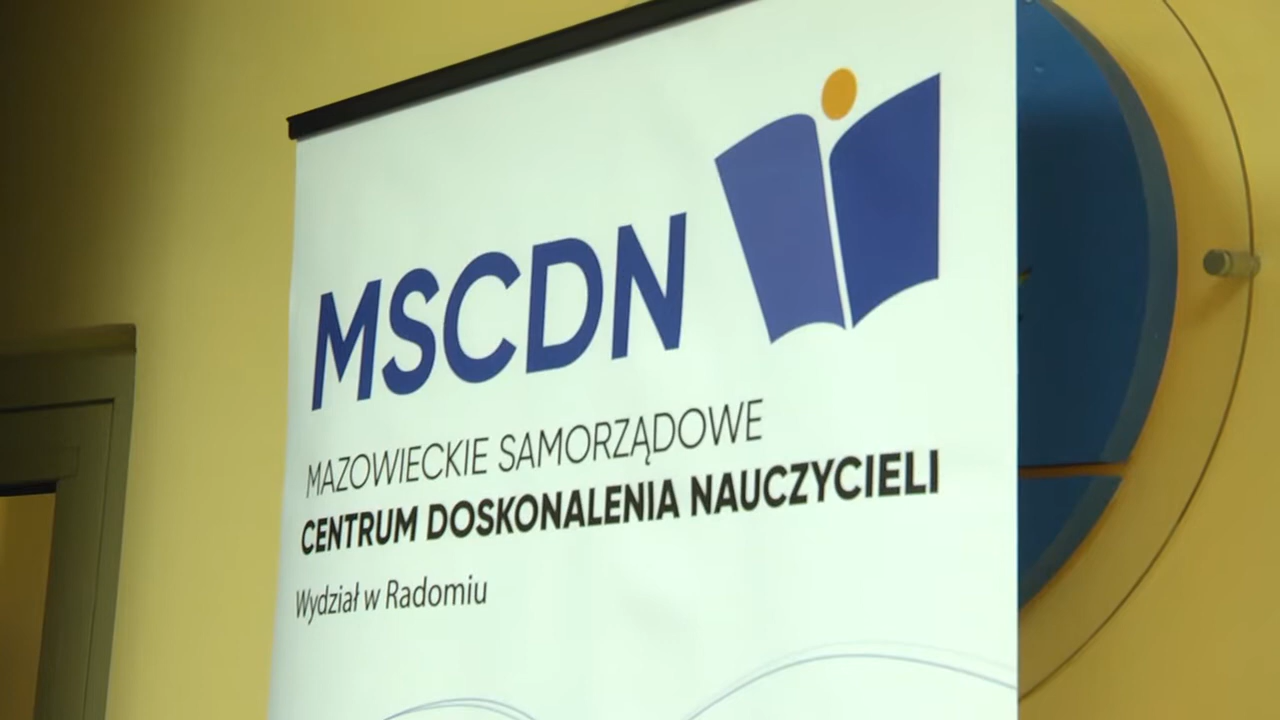 MSCDN
MAZOWIECKIE SAMORZĄDOWE
CENTRUM DOSKONALENIA NAUCZYCIELI
Wydział w Radomiu